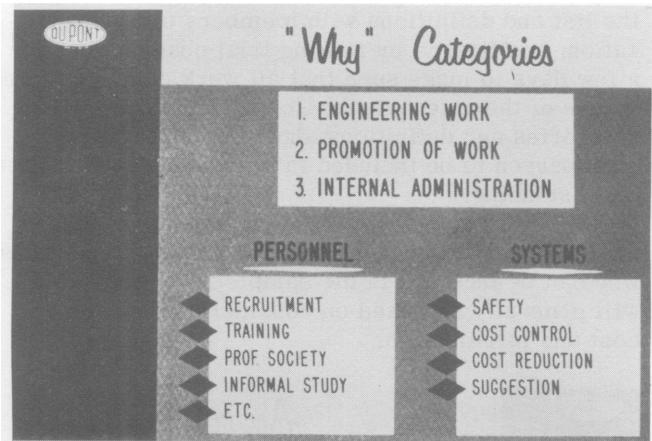 DU PONT
"Why" Categories
1. ENGINEERING WORK
2. PROMOTION OF WORK
3. INTERNAL ADMINISTRATION
PERSONNEL
RECRUITMENT
TRAINING
PROF. SOCIETY
INFORMAL STUDY
ETC.
SYSTEMS
SAFETY
COST CONTROL
COST REDUCTION
SUGGESTION